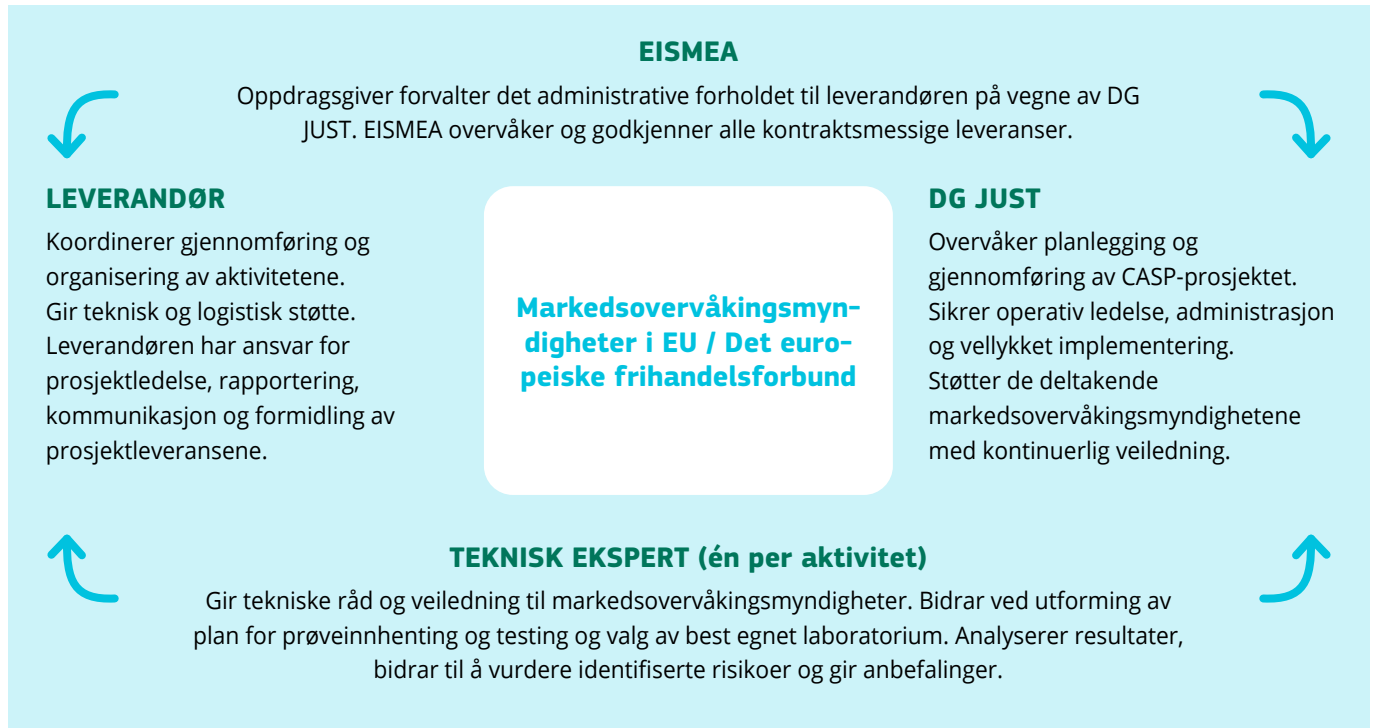 EISMEA
Oppdragsgiver forvalter det administrative forholdet til leverandøren på vegne av DG
JUST. EISMEA overvåker og godkjenner alle kontraktsmessige leveranser.
LEVERANDØR
Koordinerer gjennomføring og
organisering av aktivitetene.
Gir teknisk og logistisk støtte.
Leverandøren har ansvar for
prosjektledelse, rapportering,
kommunikasjon og formidling av
prosjektleveransene.
Markedsovervåkingsmyn-
digheter i EU / Det euro-
peiske frihandelsforbund
DG JUST
Overvåker planlegging og
gjennomføring av CASP-prosjektet.
Sikrer operativ ledelse, administrasjon
og vellykket implementering.
Støtter de deltakende
markedsovervåkingsmyndighetene
med kontinuerlig veiledning.
TEKNISK EKSPERT (én per aktivitet)
Gir tekniske råd og veiledning til markedsovervåkingsmyndigheter. Bidrar ved utforming av
plan for prøveinnhenting og testing og valg av best egnet laboratorium. Analyserer resultater,
bidrar til å vurdere identifiserte risikoer og gir anbefalinger.